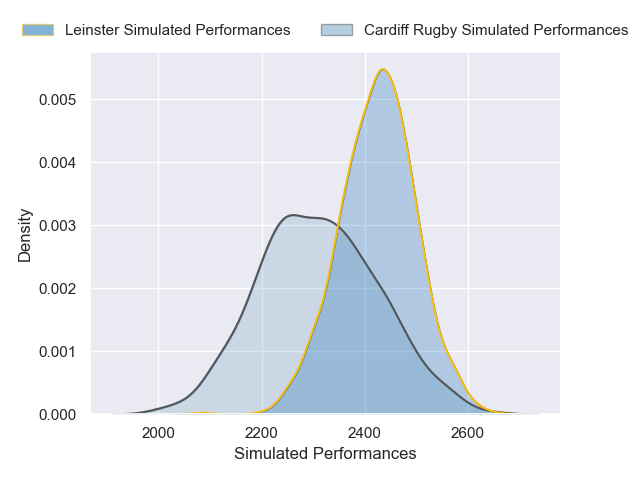 Leinster Simulated Performances Cardiff Rugby Simulated Performances
0.005
0.004
0.003
0.002
0.001
0.000
Density
2000 2200 2400 2600
Simulated Performances